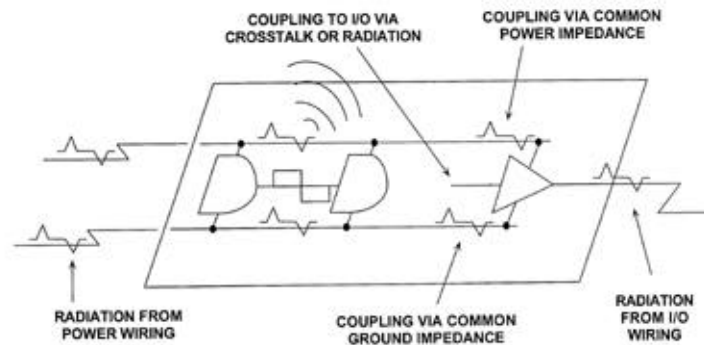 COUPLING TO I/O VIA
CROSSTALK OR RADIATION
COUPLING VIA COMMON
POWER IMPEDANCE
RADIATION FROM
POWER WIRING
COUPLING VIA COMMON
GROUND IMPEDANCE
RADIATION
FROM I/O
WIRING